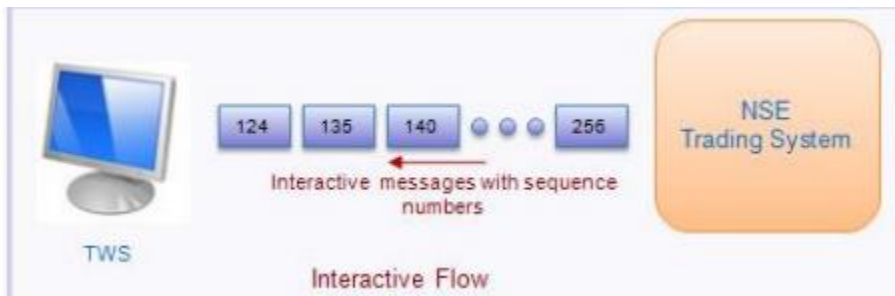 NSE
Trading System
124 135 140 256
Interactive messages with sequence
numbers
TWS
Interactive Flow